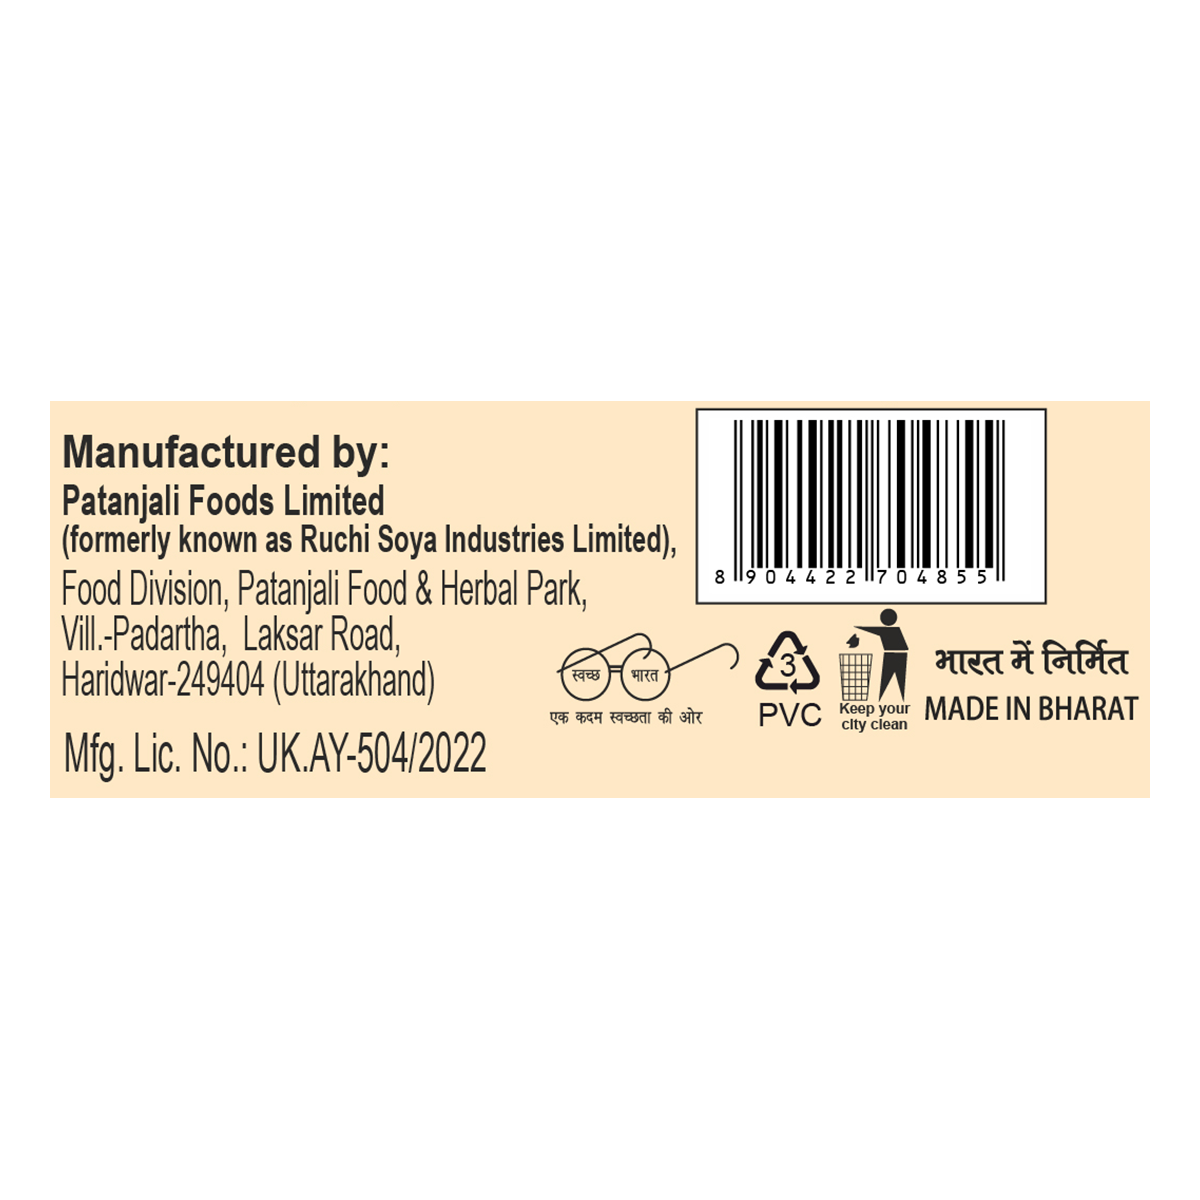 Manufactured by:
Patanjali Foods Limited
(formerly known as Ruchi Soya Industries Limited),
Food Division, Patanjali Food & Herbal Park,
Vill.-Padartha, Laksar Road,
Haridwar-249404 (Uttarakhand)
Mfg. Lic. No.: UK.AY-504/2022
8 904422 704855
स्वच्छ भारत
एक कदम स्वच्छता की ओर
3
PVC
Keep your
city clean
भारत में निर्मित
MADE IN BHARAT